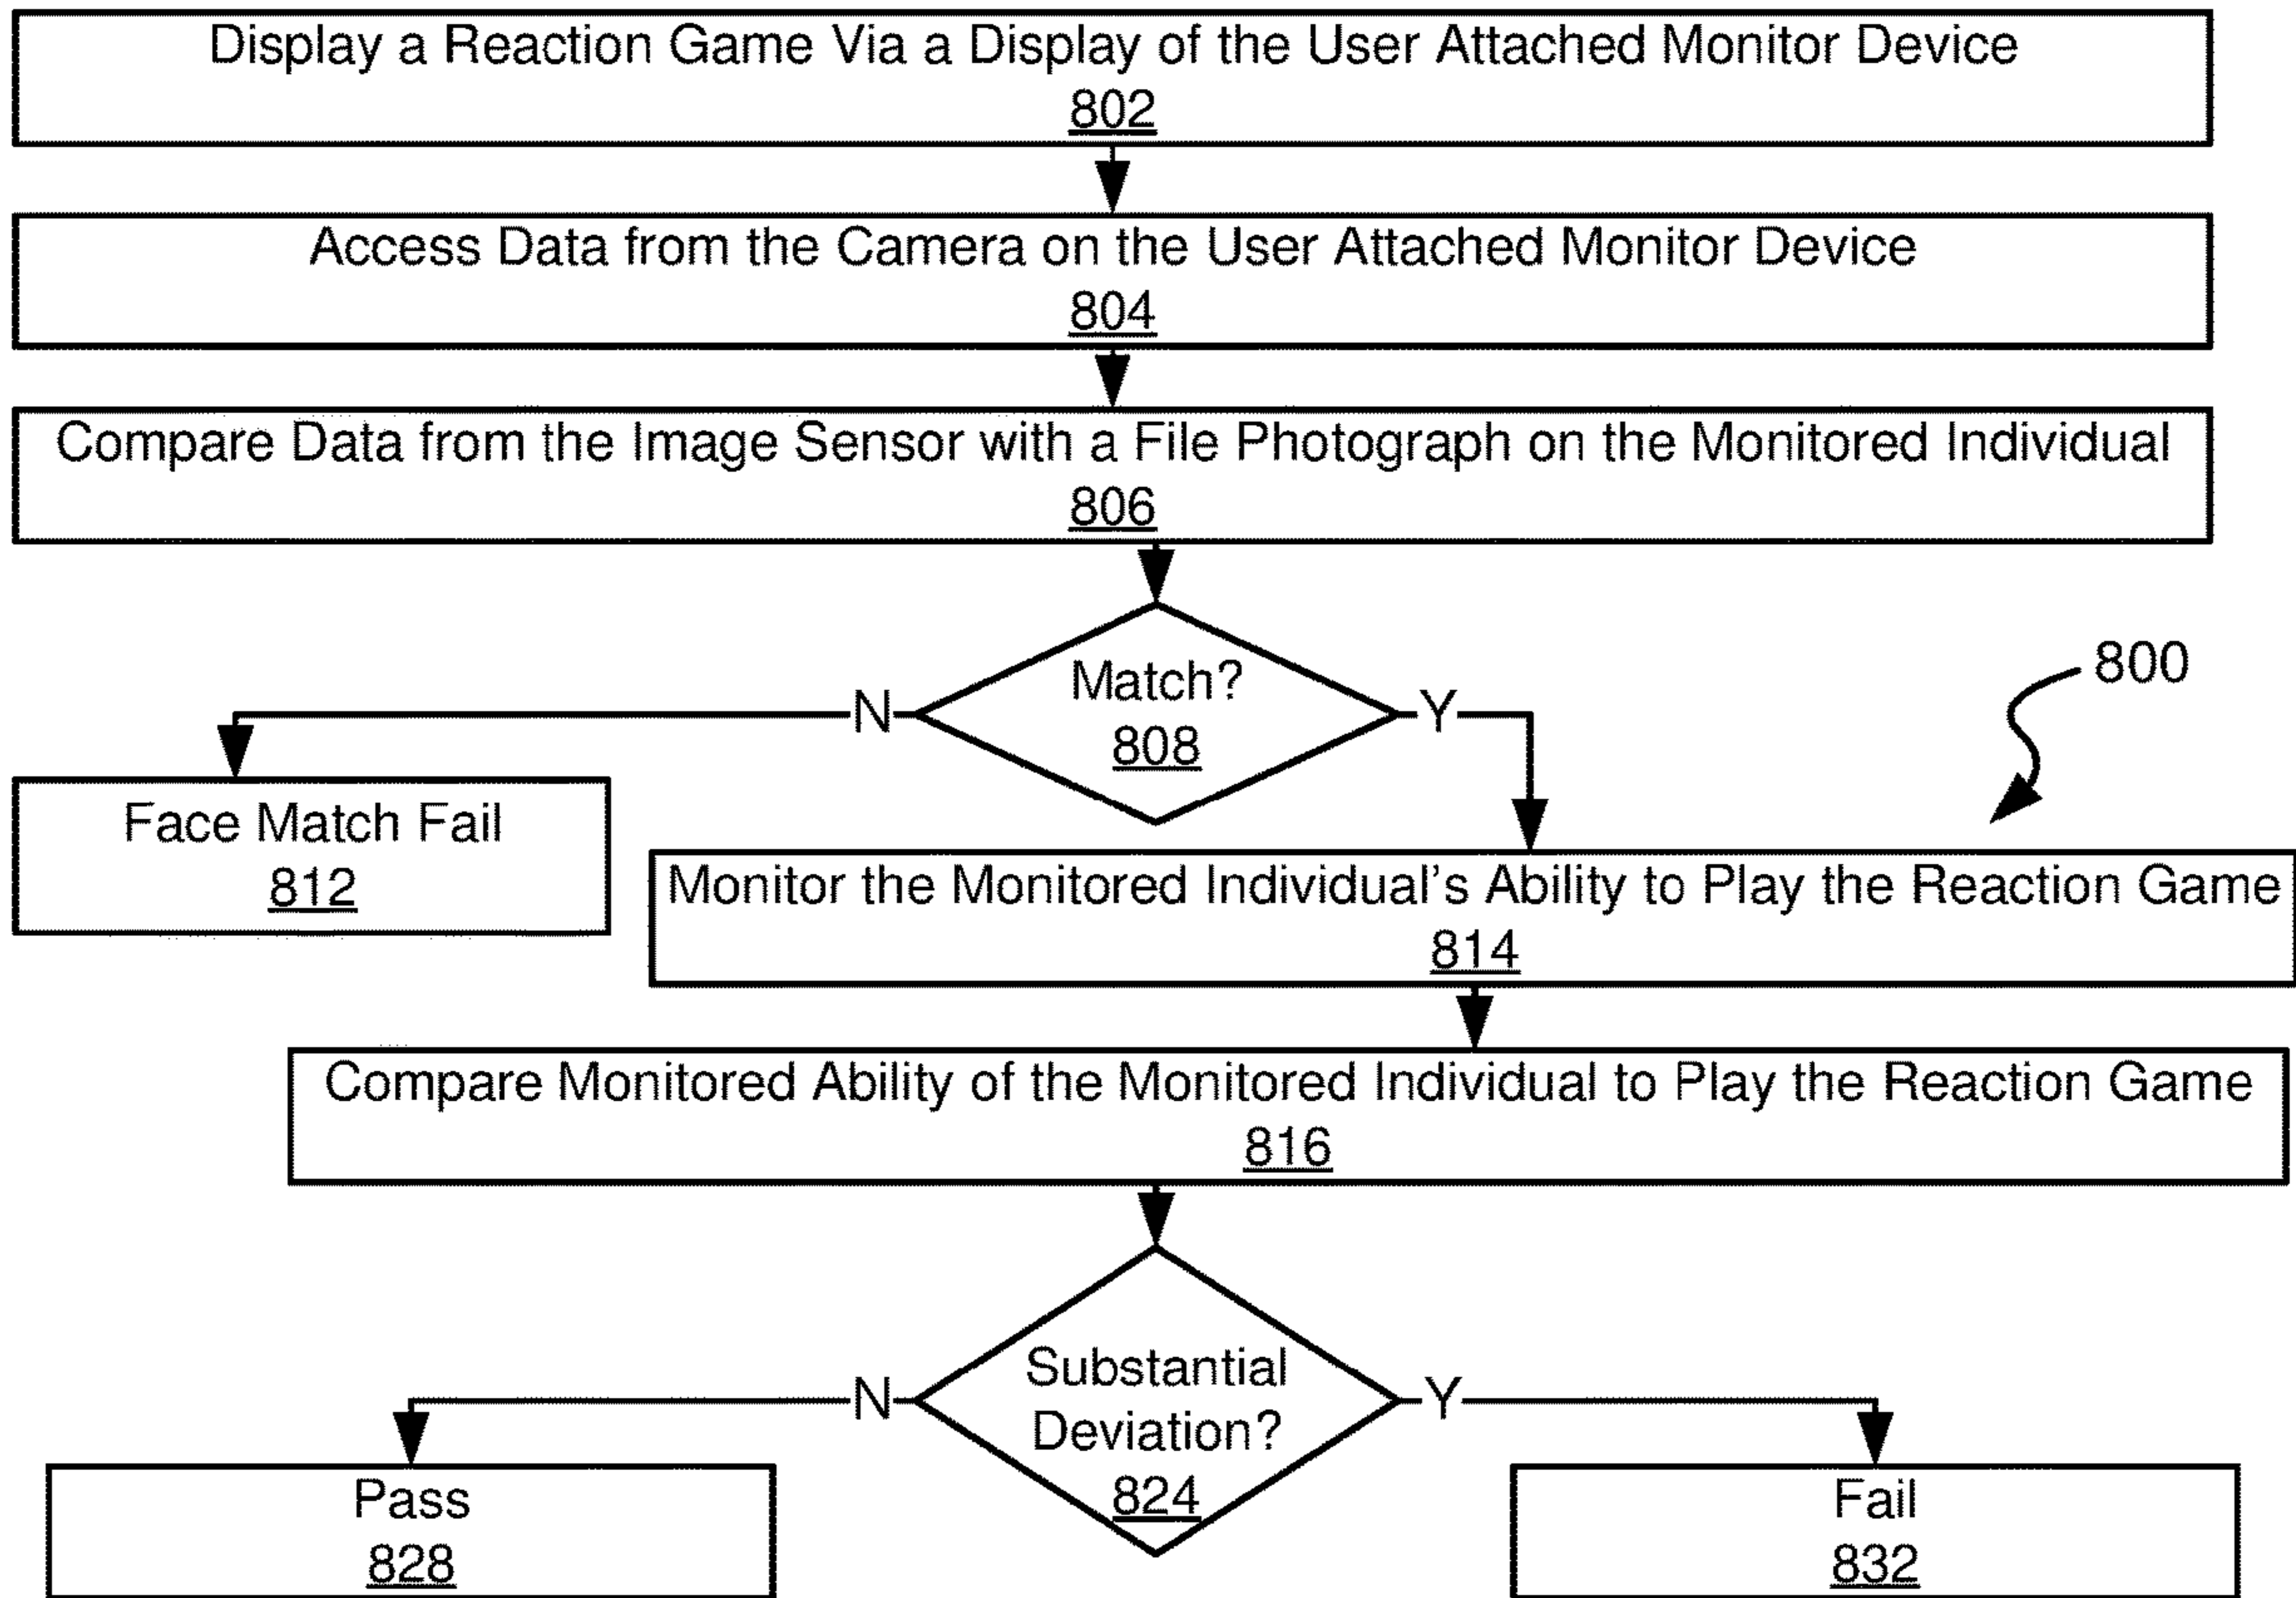 Display a Reaction Game Via a Display of the User Attached Monitor Device
802
Access Data from the Camera on the User Attached Monitor Device
804
Compare Data from the Image Sensor with a File Photograph on the Monitored Individual
806
Match?
808
N
Y
800
Face Match Fail
812
Monitor the Monitored Individual's Ability to Play the Reaction Game
814
Compare Monitored Ability of the Monitored Individual to Play the Reaction Game
816
Substantial
Deviation?
824
N
Y
Pass
828
Fail
832